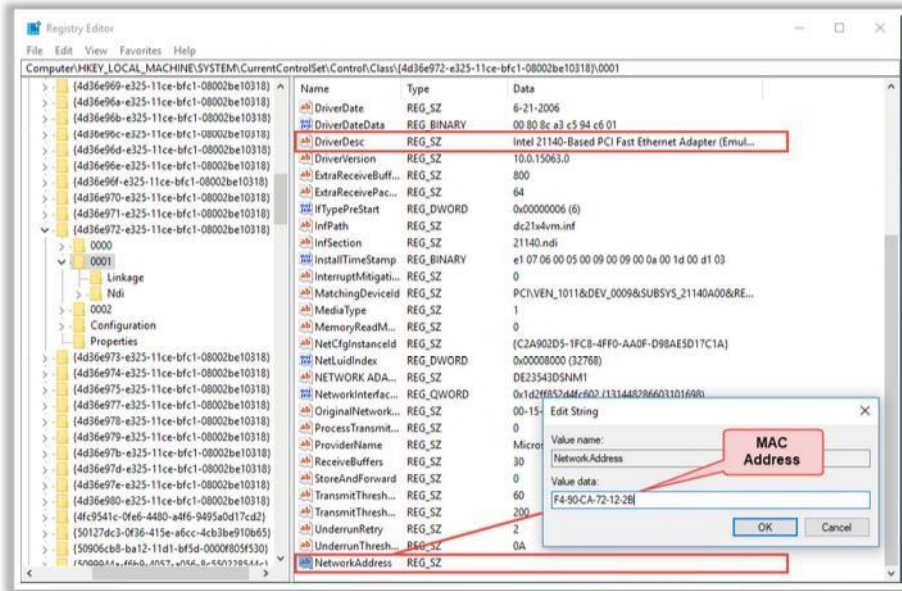 Registry Editor
File Edit View Favorites Help
Computer\HKEY_LOCAL_MACHINE\SYSTEM\CurrentControlSet\Control\Class\{4d36e972-e325-11ce-bfc1-08002be10318}\0001
{4d36e969-e325-11ce-bfc1-08002be10318}
{4d36e96a-e325-11ce-bfc1-08002be10318}
{4d36e96b-e325-11ce-bfc1-08002be10318}
{4d36e96c-e325-11ce-bfc1-08002be10318}
{4d36e96d-e325-11ce-bfc1-08002be10318}
{4d36e96e-e325-11ce-bfc1-08002be10318}
{4d36e96f-e325-11ce-bfc1-08002be10318}
{4d36e970-e325-11ce-bfc1-08002be10318}
{4d36e971-e325-11ce-bfc1-08002be10318}
{4d36e972-e325-11ce-bfc1-08002be10318}
0000
0001
Linkage
Ndi
0002
Configuration
Properties
{4d36e973-e325-11ce-bfc1-08002be10318}
{4d36e974-e325-11ce-bfc1-08002be10318}
{4d36e975-e325-11ce-bfc1-08002be10318}
{4d36e977-e325-11ce-bfc1-08002be10318}
{4d36e978-e325-11ce-bfc1-08002be10318}
{4d36e979-e325-11ce-bfc1-08002be10318}
{4d36e97b-e325-11ce-bfc1-08002be10318}
{4d36e97d-e325-11ce-bfc1-08002be10318}
{4d36e97e-e325-11ce-bfc1-08002be10318}
{4d36e980-e325-11ce-bfc1-08002be10318}
{4fc9541c-0fe6-4480-a4f6-9495a0d17cd2}
{50127dc3-0f36-415e-a6cc-4cb3be910b65}
{50906cb8-ba12-11d1-bf5d-0000f805f530}
Name Type Data
DriverDate REG_SZ 6-21-2006
DriverDateData REG_BINARY 00 80 8c a3 c5 94 c6 01
DriverDesc REG_SZ Intel 21140-Based PCI Fast Ethernet Adapter (Emul...
DriverVersion REG_SZ 10.0.15063.0
ExtraReceiveBuff... REG_SZ 800
ExtraReceivePac... REG_SZ 64
IfTypePreStart REG_DWORD 0x00000006 (6)
InfPath REG_SZ dc21x4vm.inf
InfSection REG_SZ 21140.ndi
InstallTimeStamp REG_BINARY e1 07 06 00 05 00 09 00 09 00 0a 00 1d 00 d1 03
InterruptMitigati... REG_SZ 0
MatchingDeviceId REG_SZ PCI\VEN_1011&DEV_0009&SUBSYS_21140A00&RE...
MediaType REG_SZ 1
MemoryReadM... REG_SZ 0
NetCfgInstanceId REG_SZ {C2A902D5-1FC8-4FF0-AA0F-D98AE5D17C1A}
NetLuidIndex REG_DWORD 0x00008000 (32768)
NETWORK ADA... REG_SZ DE23543DSNM1
NetworkInterfac... REG_QWORD 0x1d2ff852d4fc602 (131448286603101698)
OriginalNetwork... REG_SZ 00-15-
ProcessTransmit... REG_SZ 0
ProviderName REG_SZ Micros
ReceiveBuffers REG_SZ 30
StoreAndForward REG_SZ 0
TransmitThresh... REG_SZ 60
TransmitThresh... REG_SZ 200
UnderrunRetry REG_SZ 2
UnderrunThresh... REG_SZ 0A
NetworkAddress REG_SZ
Edit String
Value name:
NetworkAddress
Value data:
F4-90-CA-72-12-2B
OK Cancel
MAC
Address